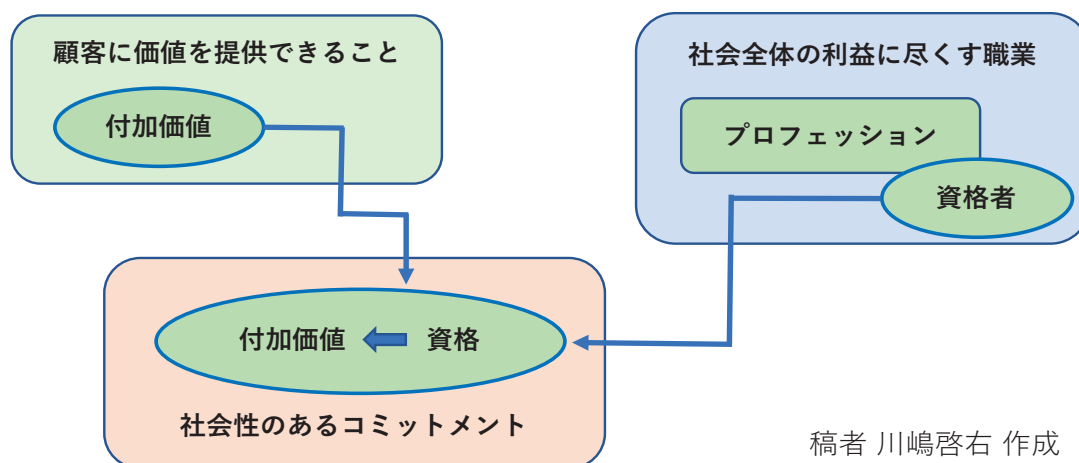 顧客に価値を提供できること
付加価値
社会全体の利益に尽くす職業
プロフェッション
資格者
付加価値 資格
社会性のあるコミットメント
稿者 川嶋啓右 作成